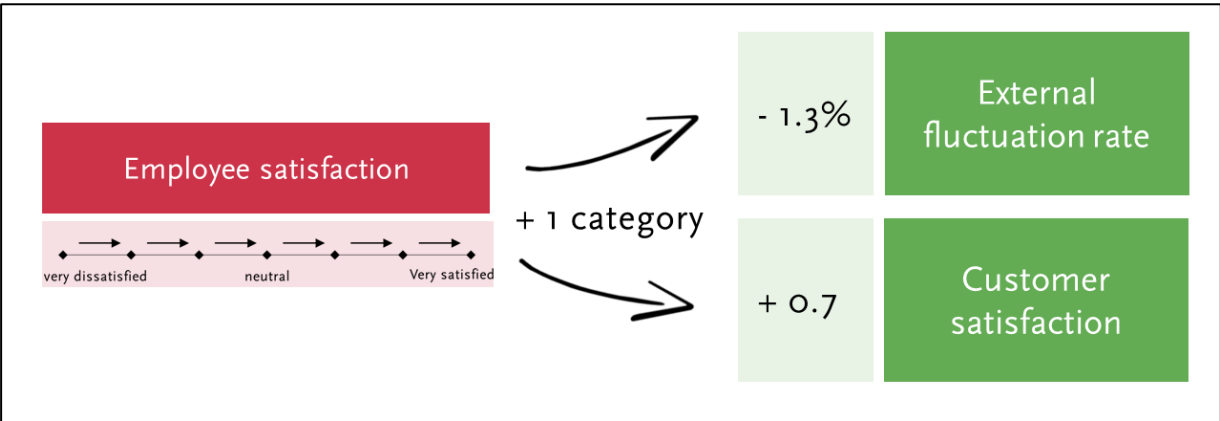 Employee satisfaction
very dissatisfied
neutral
Very satisfied
+ 1 category
- 1.3%
External
fluctuation rate
+ 0.7
Customer
satisfaction